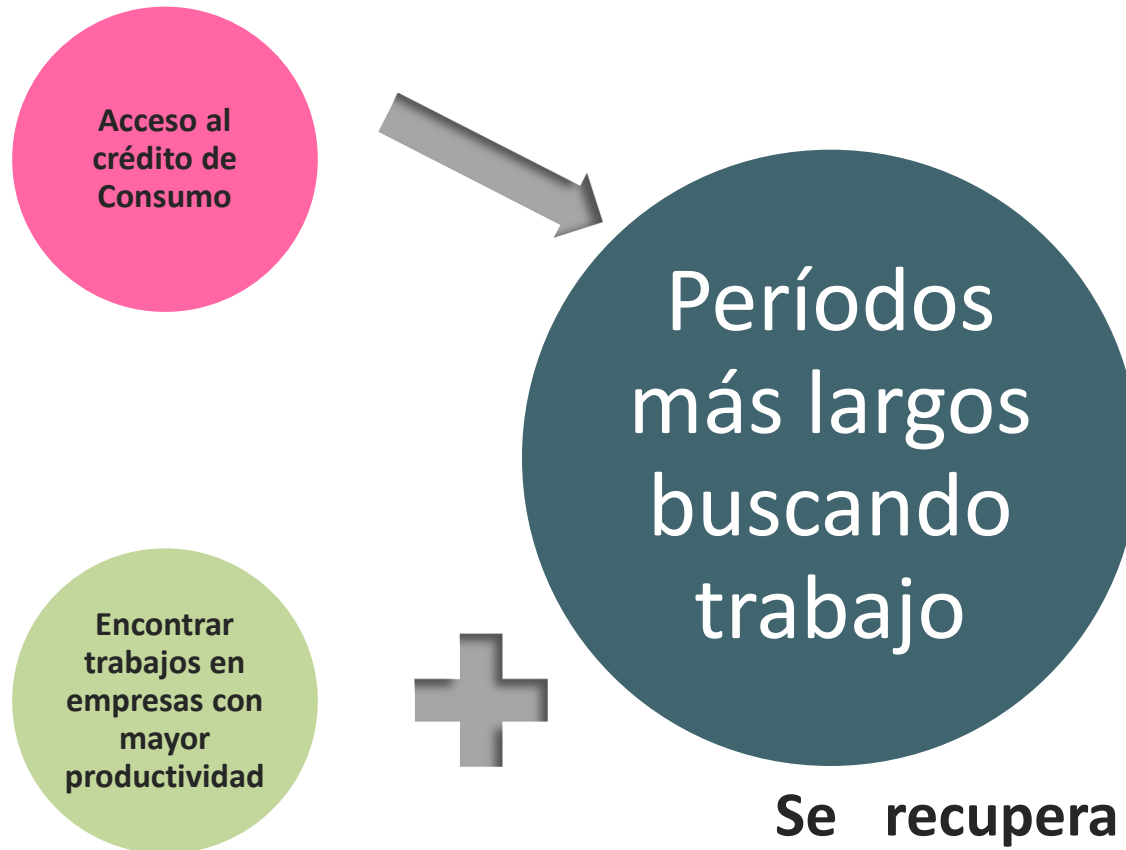 Acceso al
crédito de
Consumo
Períodos
más largos
buscando
trabajo
Encontrar
trabajos en
empresas con
mayor
productividad
Se recupera